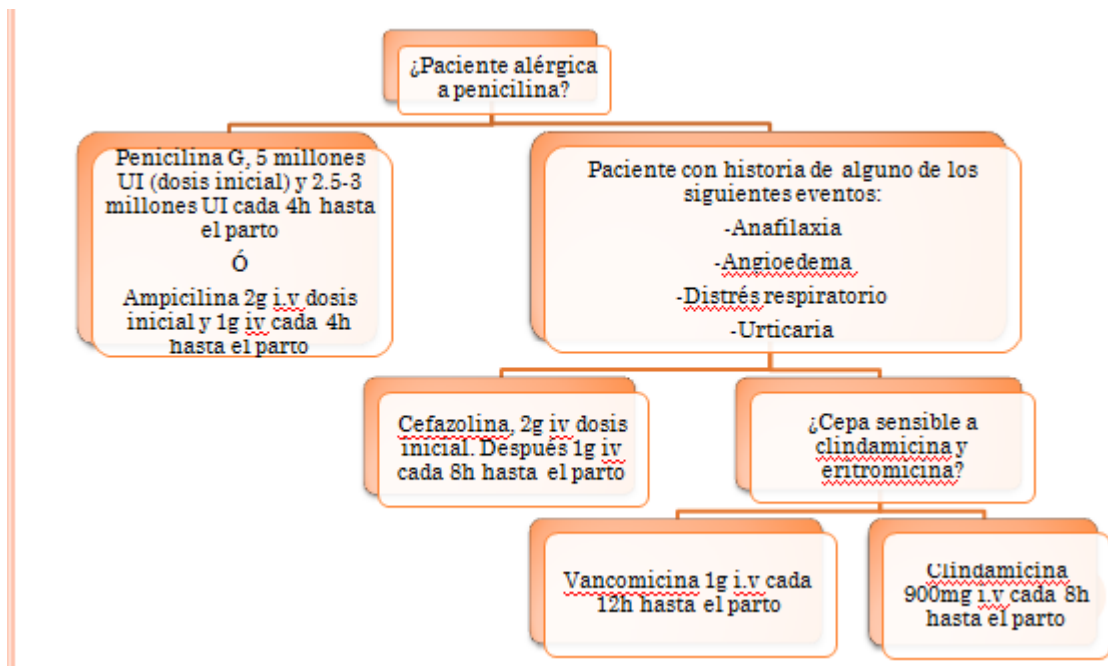 ¿Paciente alérgica
a penicilina?
Penicilina G, 5 millones
UI (dosis inicial) y 2.5-3
millones UI cada 4h hasta
el parto
Ó
Ampicilina 2g i.v dosis
inicial y 1g iv cada 4h
hasta el parto
Paciente con historia de alguno de los
siguientes eventos:
-Anafilaxia
-Angioedema
-Distrés respiratorio
-Urticaria
Cefazolina, 2g iv dosis
inicial. Después 1g iv
cada 8h hasta el parto
¿Cepa sensible a
clindamicina y
eritromicina?
Vancomicina 1g i.v cada
12h hasta el parto
Clindamicina
900mg i.v cada 8h
hasta el parto